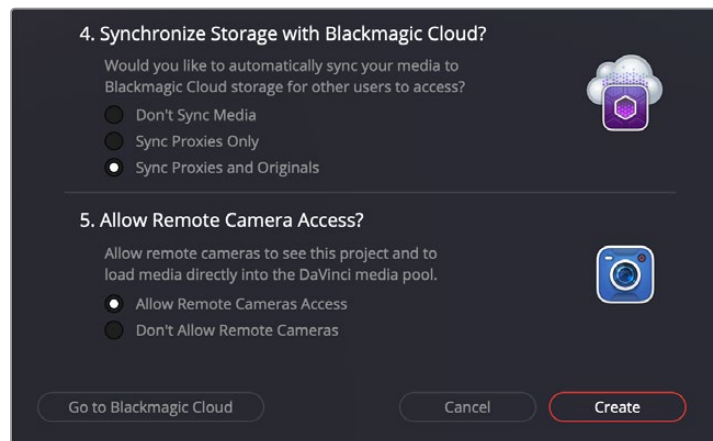 4. Synchronize Storage with Blackmagic Cloud?
Would you like to automatically sync your media to
Blackmagic Cloud storage for other users to access?
Don't Sync Media
Sync Proxies Only
Sync Proxies and Originals
5. Allow Remote Camera Access?
Allow remote cameras to see this project and to
load media directly into the DaVinci media pool.
Allow Remote Cameras Access
Don't Allow Remote Cameras
Go to Blackmagic Cloud
Cancel
Create